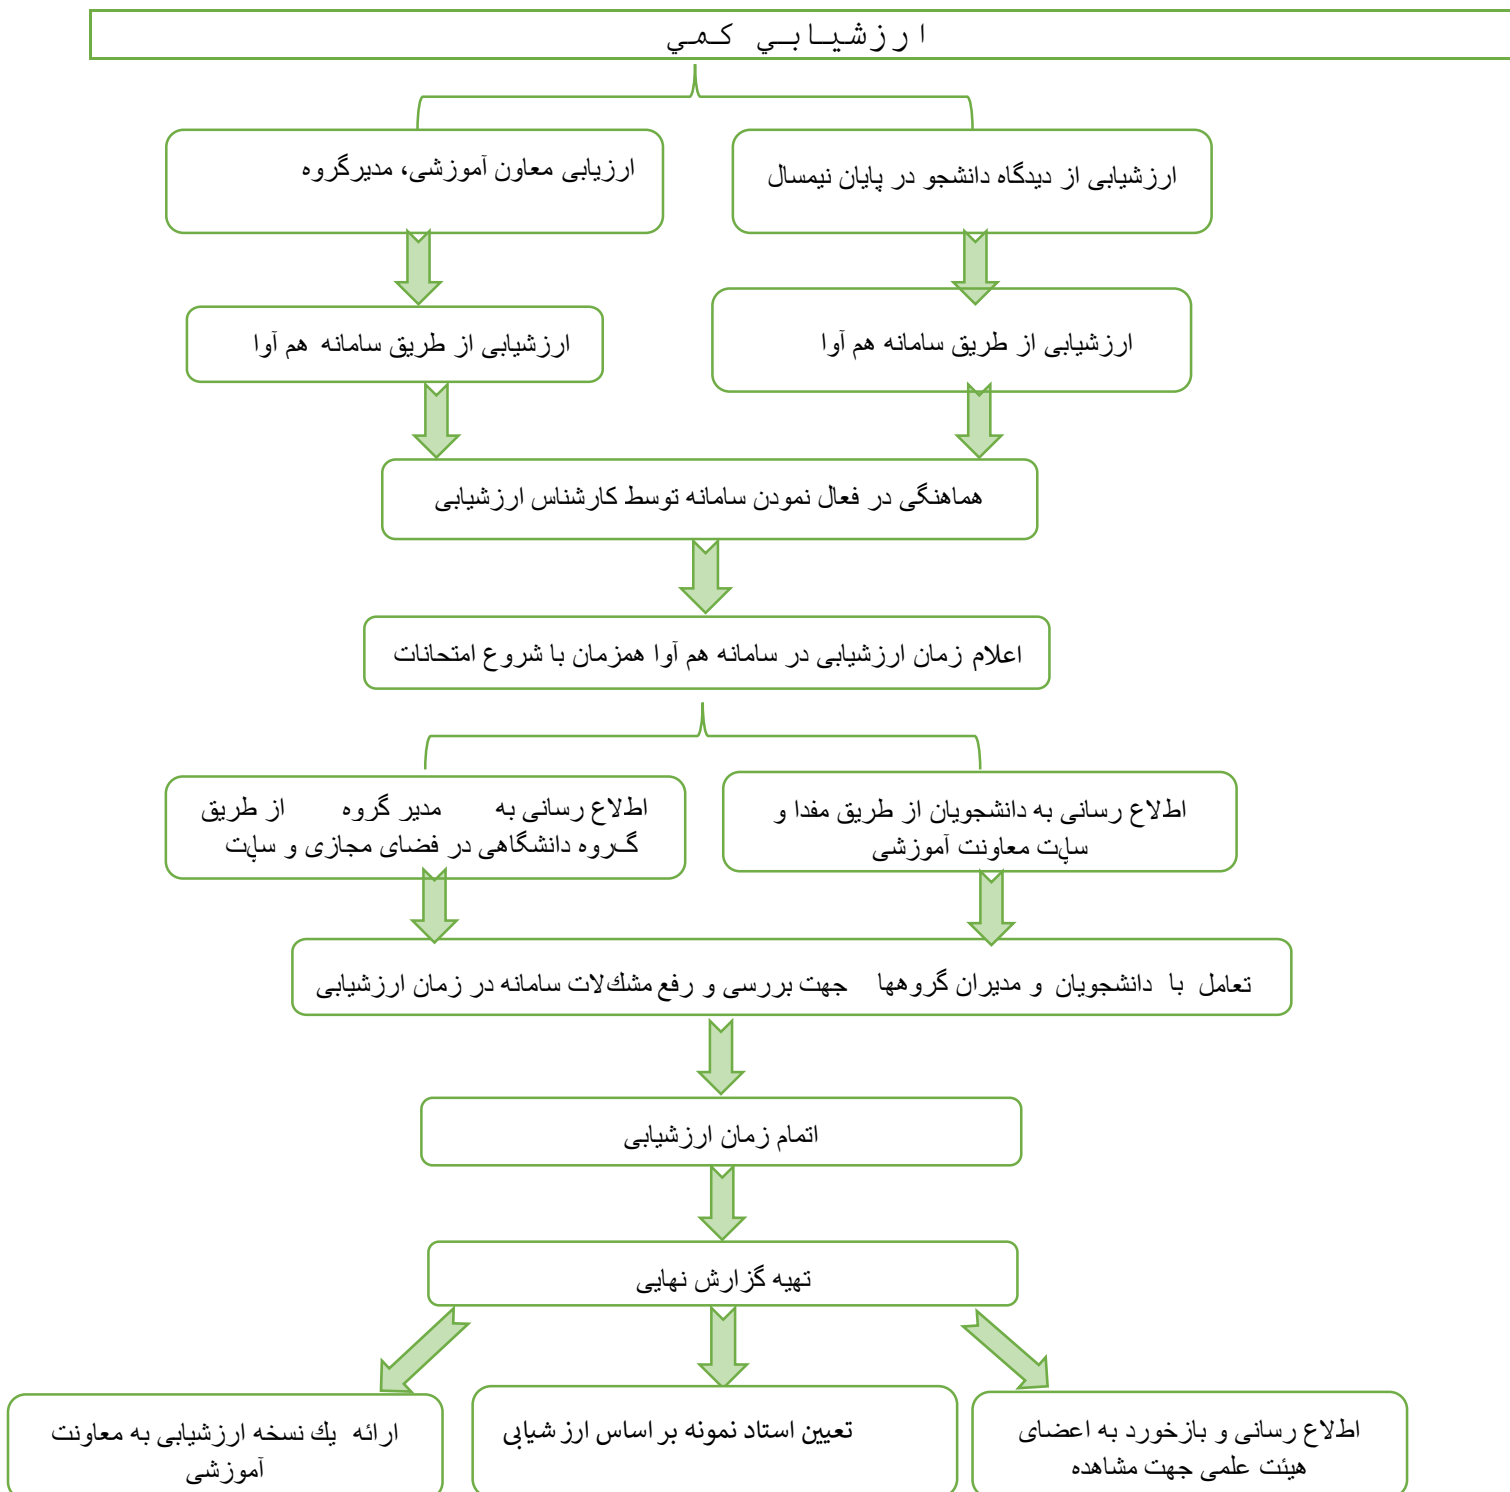 ارزشيابي كمي
ارزشیابی از دیدگاه دانشجو در پایان نیمسال
ارزیابی معاون آموزشی، مدیرگروه
ارزشیابی از طریق سامانه هم آوا
ارزشیابی از طریق سامانه هم آوا
هماهنگی در فعال نمودن سامانه توسط کارشناس ارزشیابی
اعلام زمان ارزشیابی در سامانه هم آوا همزمان با شروع امتحانات
اطلاع رسانی به دانشجویان از طریق مفدا و
سایت معاونت آموزشی
اطلاع رسانی به مدیر گروه از طریق
گروه دانشگاهی در فضای مجازی و سایت
تعامل با دانشجویان و مدیران گروهها جهت بررسی و رفع مشكلات سامانه در زمان ارزشیابی
اتمام زمان ارزشیابی
تهیه گزارش نهایی
اطلاع رسانی و بازخورد به اعضای
هیئت علمی جهت مشاهده
تعیین استاد نمونه بر اساس ارزشیابی
ارائه يك نسخه ارزشیابی به معاونت
آموزشی